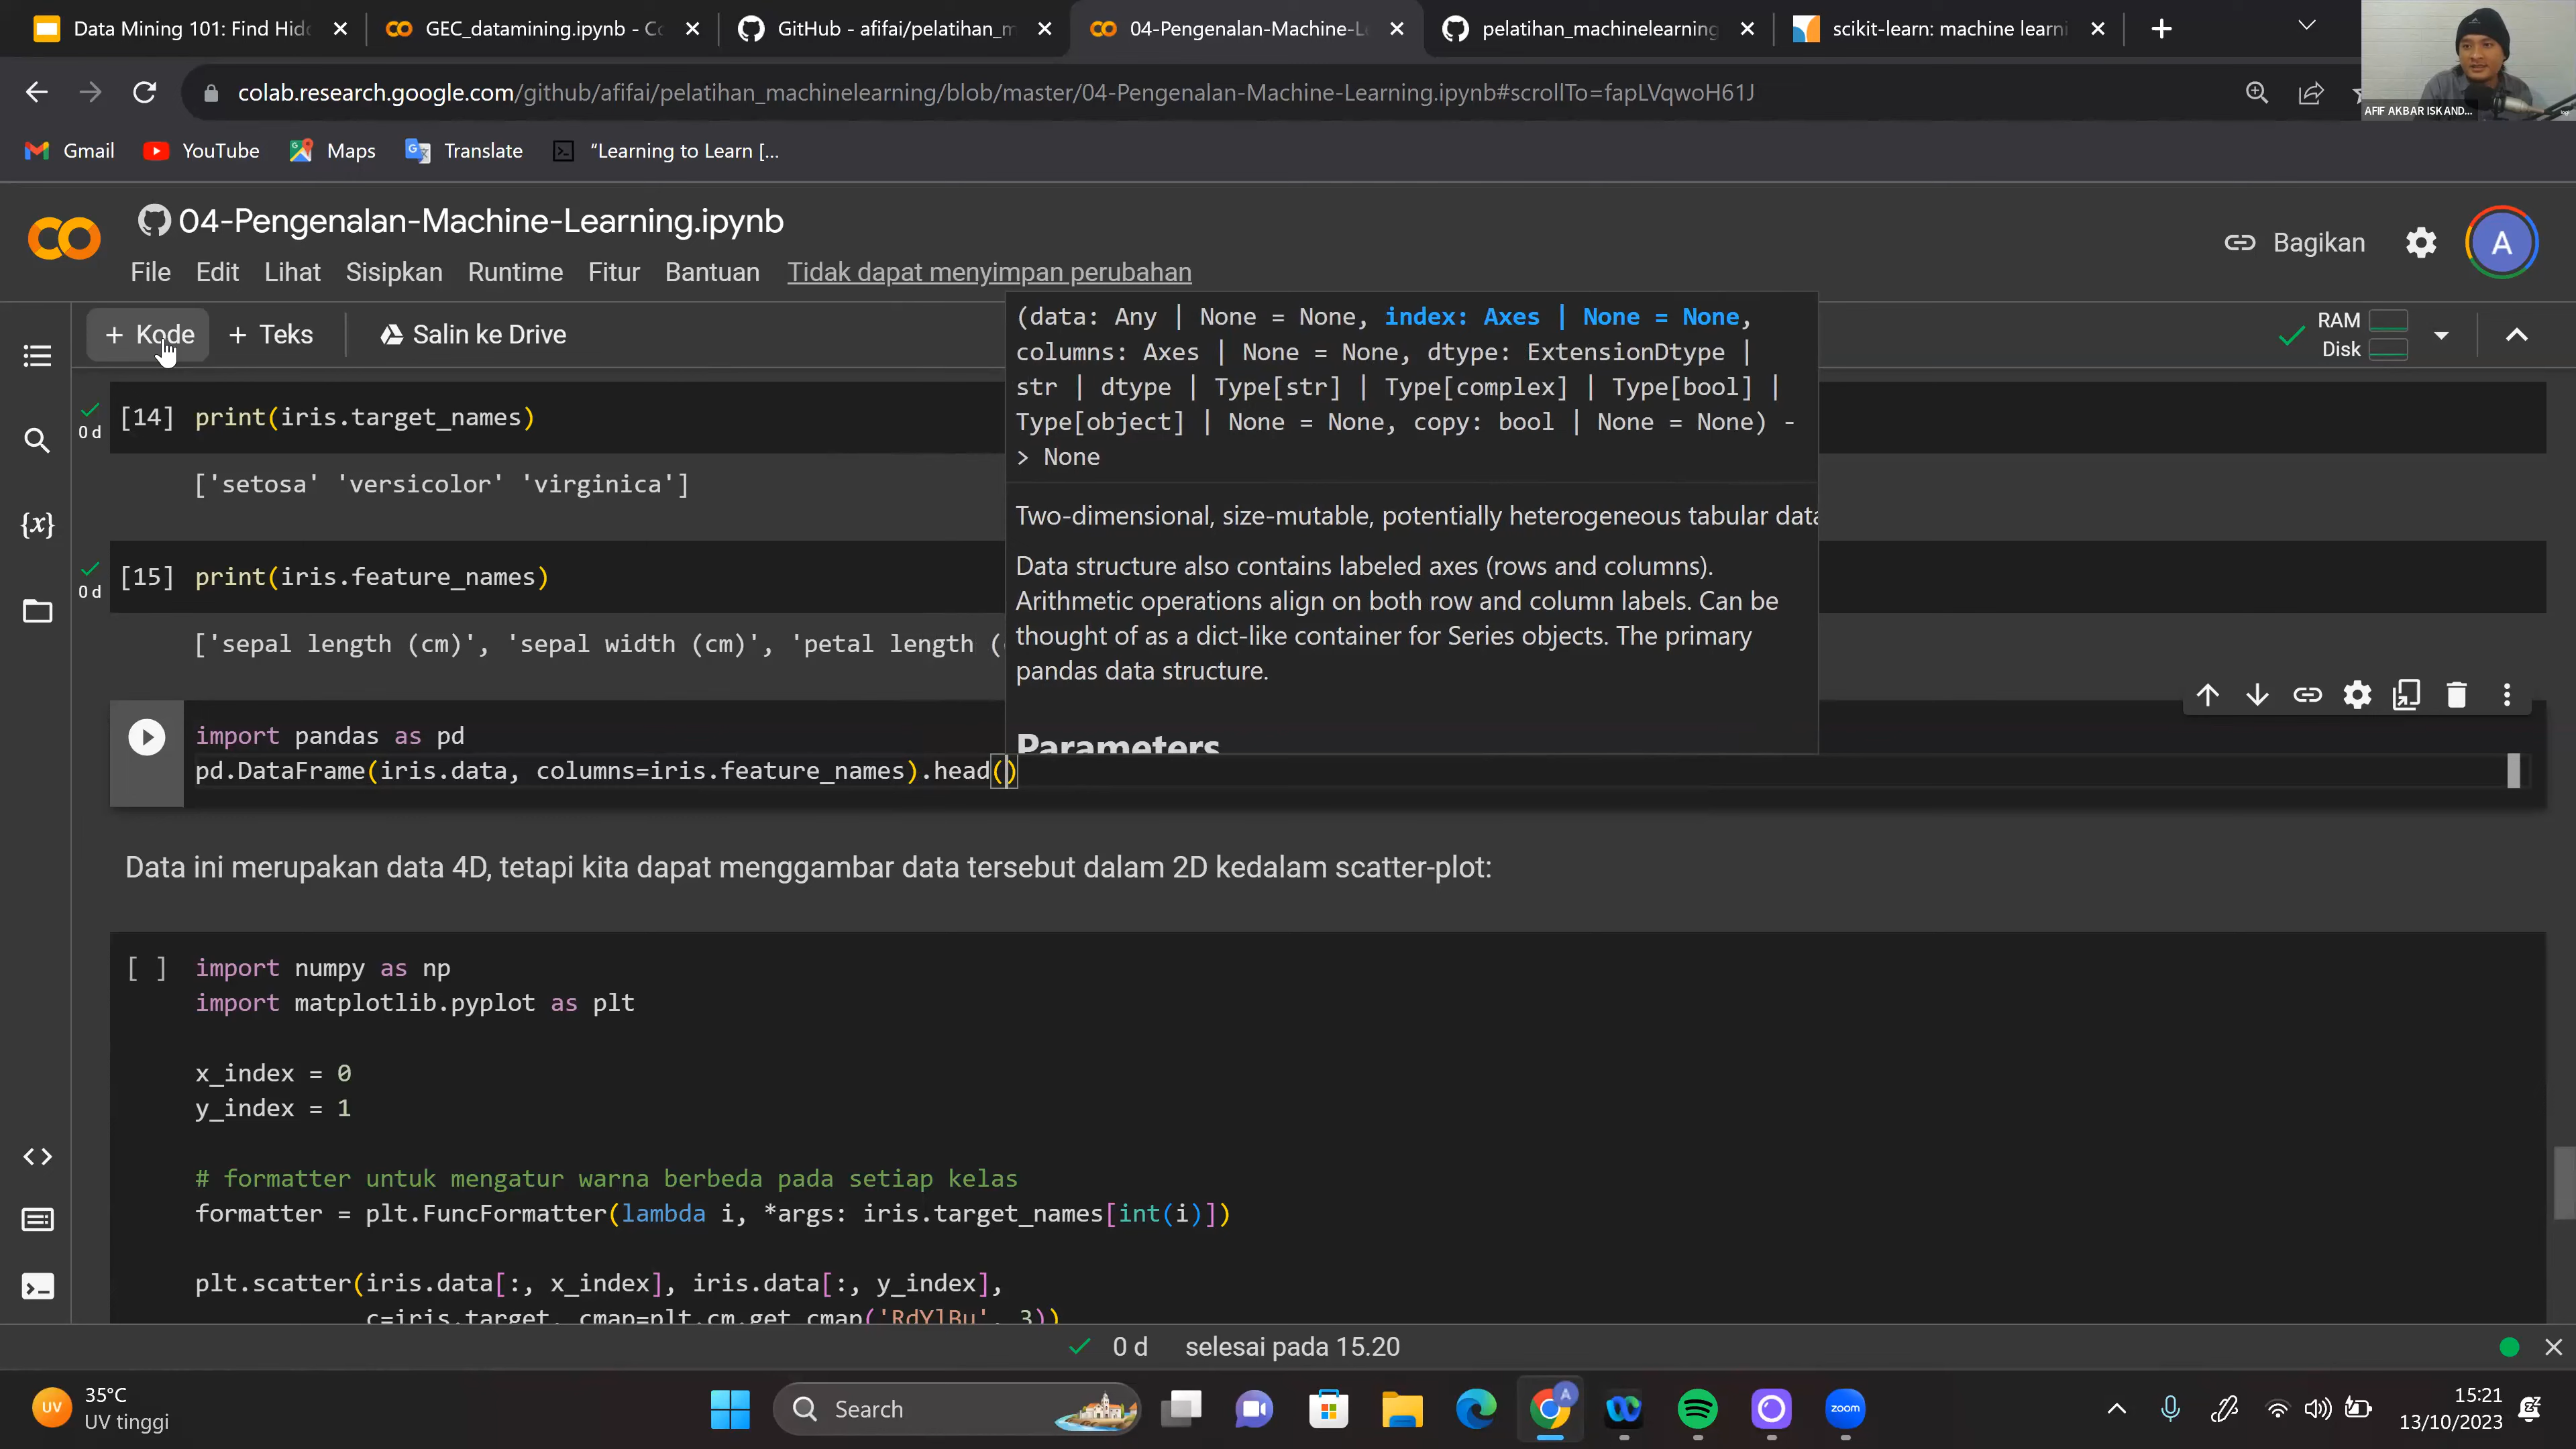 Data Mining 101: Find Hid
GEC_datamining.ipynb - Co
GitHub - afifai/pelatihan_m
04-Pengenalan-Machine-L
pelatihan_machinelearning
scikit-learn: machine learni
colab.research.google.com/github/afifai/pelatihan_machinelearning/blob/master/04-Pengenalan-Machine-Learning.ipynb#scrollTo=fapLVqwoH61J
AFIF AKBAR ISKAND...
Gmail
YouTube
Maps
Translate
“Learning to Learn [...
04-Pengenalan-Machine-Learning.ipynb
Bagikan
A
File Edit Lihat Sisipkan Runtime Fitur Bantuan Tidak dapat menyimpan perubahan
+ Kode + Teks Salin ke Drive
RAM
Disk
(data: Any | None = None, index: Axes | None = None,
columns: Axes | None = None, dtype: ExtensionDtype |
str | dtype | Type[str] | Type[complex] | Type[bool] |
Type[object] | None = None, copy: bool | None = None) -
> None
Two-dimensional, size-mutable, potentially heterogeneous tabular data
Data structure also contains labeled axes (rows and columns).
Arithmetic operations align on both row and column labels. Can be
thought of as a dict-like container for Series objects. The primary
pandas data structure.
Parameters
[14] print(iris.target_names)
0 d
['setosa' 'versicolor' 'virginica']
[15] print(iris.feature_names)
0 d
['sepal length (cm)', 'sepal width (cm)', 'petal length (
{x}
import pandas as pd
pd.DataFrame(iris.data, columns=iris.feature_names).head()
Data ini merupakan data 4D, tetapi kita dapat menggambar data tersebut dalam 2D kedalam scatter-plot:
[ ] import numpy as np
import matplotlib.pyplot as plt
x_index = 0
y_index = 1
# formatter untuk mengatur warna berbeda pada setiap kelas
formatter = plt.FuncFormatter(lambda i, *args: iris.target_names[int(i)])
plt.scatter(iris.data[:, x_index], iris.data[:, y_index],
c=iris.target, cmap=plt.cm.get_cmap('RdYlBu', 3))
0 d selesai pada 15.20
UV
35°C
UV tinggi
Search
A
zoom
15:21
13/10/2023